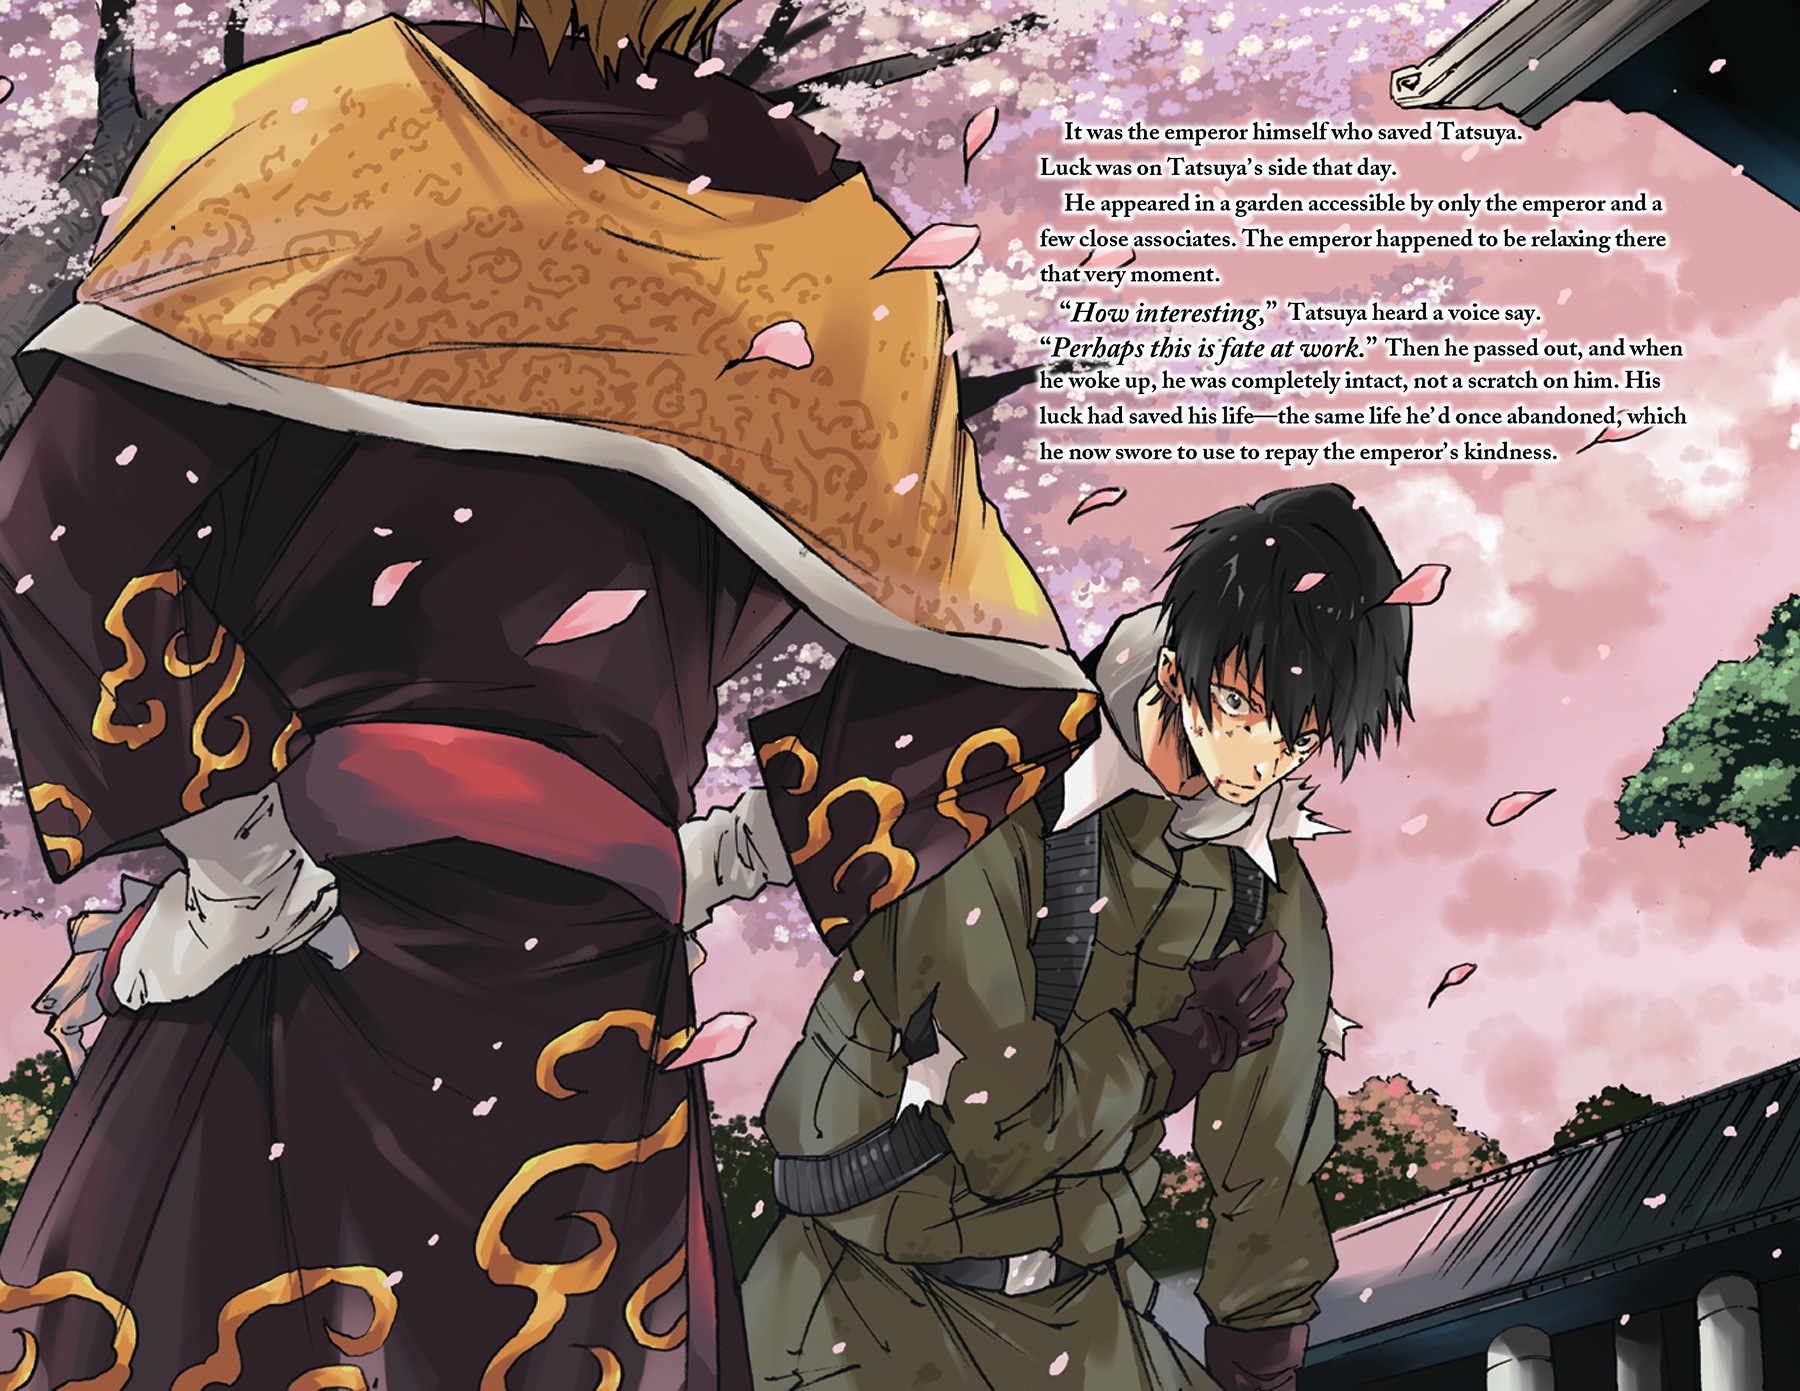 It was the emperor himself who saved Tatsuya.
Luck was on Tatsuya's side that day.
He appeared in a garden accessible by only the emperor and a
few close associates. The emperor happened to be relaxing there
that very moment.
“How interesting,” Tatsuya heard a voice say.
“Perhaps this is fate at work.” Then he passed out, and when
he woke up, he was completely intact, not a scratch on him. His
luck had saved his life—the same life he’d once abandoned, which
he now swore to use to repay the emperor’s kindness.